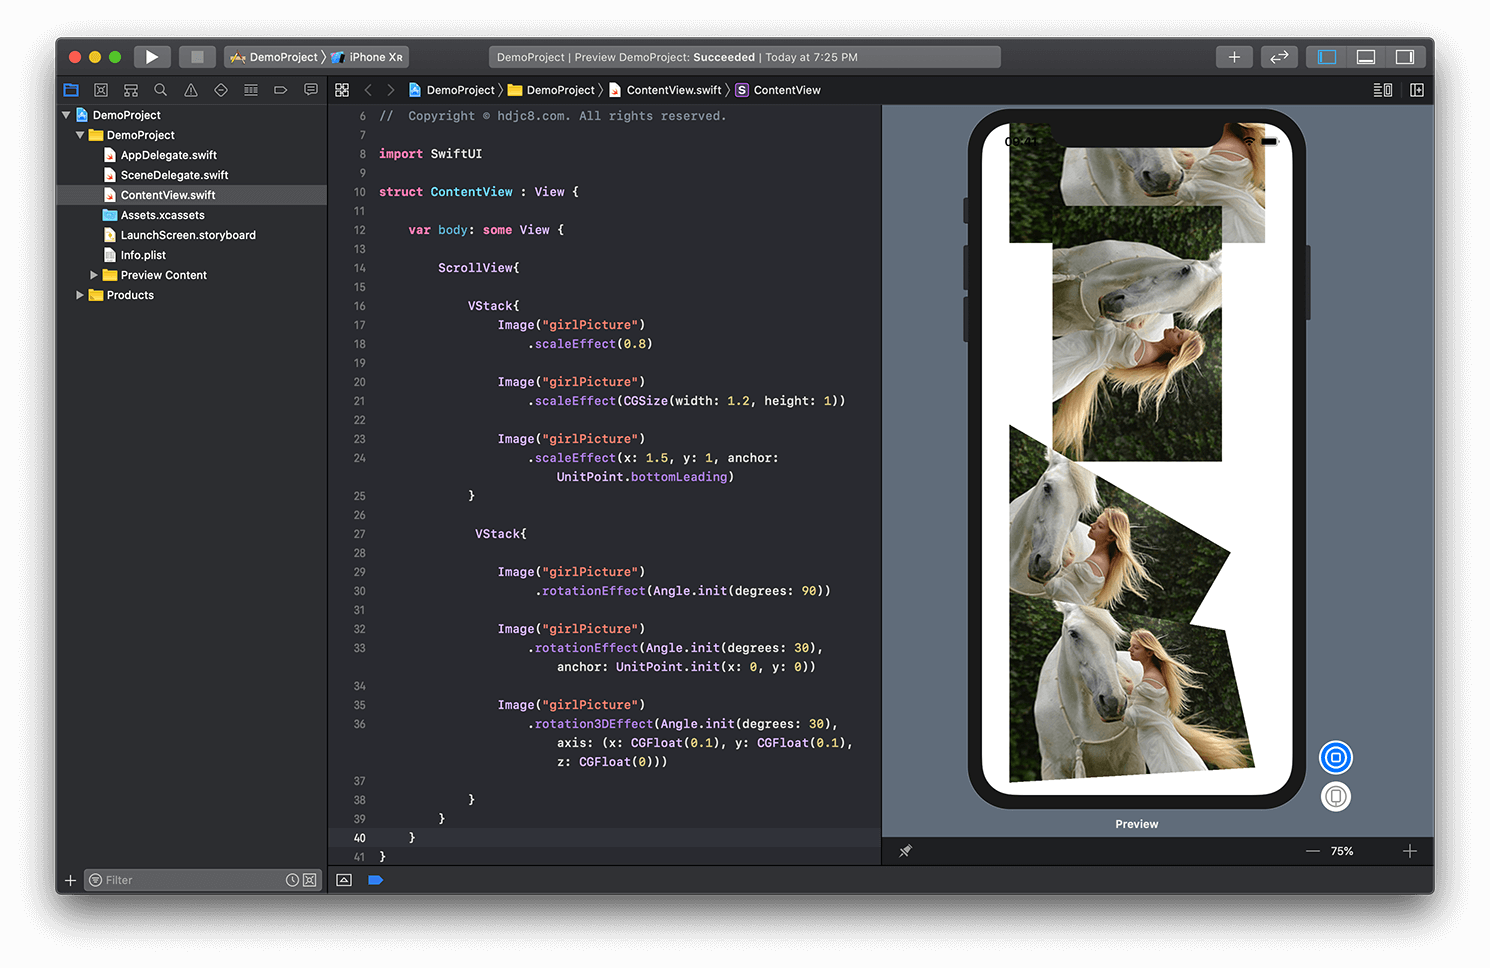 DemoProject iPhone XR
DemoProject | Preview DemoProject: Succeeded | Today at 7:25 PM
DemoProject DemoProject ContentView.swift S ContentView
DemoProject
DemoProject
AppDelegate.swift
SceneDelegate.swift
ContentView.swift
Assets.xcassets
LaunchScreen.storyboard
Info.plist
Preview Content
Products
Filter
6 //  Copyright © hdjc8.com. All rights reserved.
7
8 import SwiftUI
9
10 struct ContentView : View {
11
12     var body: some View {
13
14         ScrollView{
15
16             VStack{
17                 Image("girlPicture")
18                     .scaleEffect(0.8)
19
20                 Image("girlPicture")
21                     .scaleEffect(CGSize(width: 1.2, height: 1))
22
23                 Image("girlPicture")
24                     .scaleEffect(x: 1.5, y: 1, anchor:
                        UnitPoint.bottomLeading)
25             }
26
27              VStack{
28
29                 Image("girlPicture")
30                      .rotationEffect(Angle.init(degrees: 90))
31
32                 Image("girlPicture")
33                     .rotationEffect(Angle.init(degrees: 30),
                        anchor: UnitPoint.init(x: 0, y: 0))
34
35                 Image("girlPicture")
36                     .rotation3DEffect(Angle.init(degrees: 30),
                        axis: (x: CGFloat(0.1), y: CGFloat(0.1),
                        z: CGFloat(0)))
37
38             }
39         }
40     }
41 }
Preview
75%